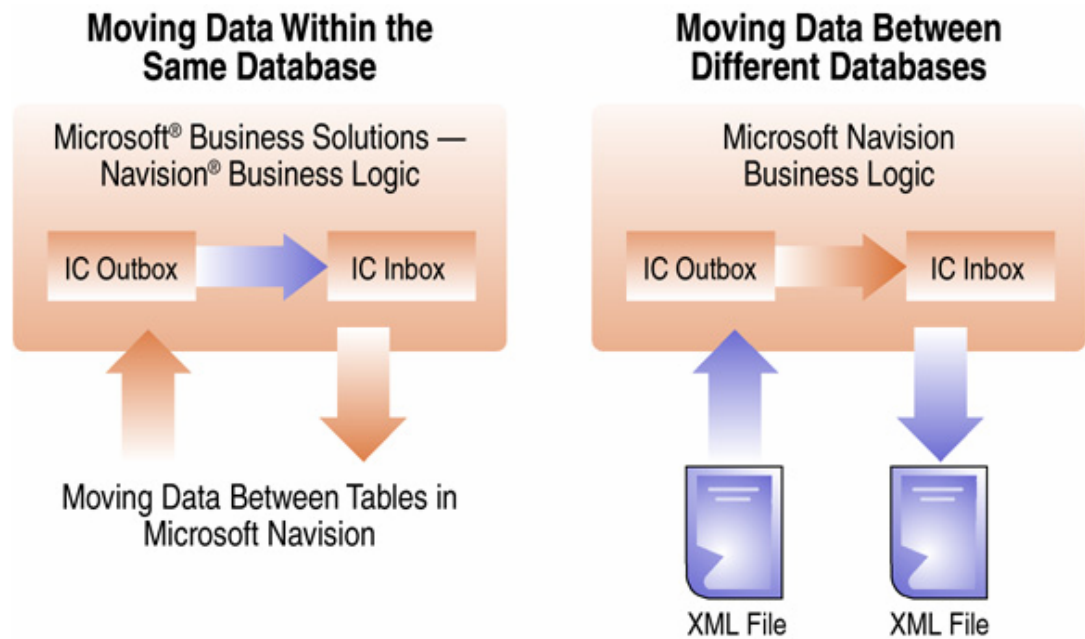 Moving Data Within the
Same Database
Microsoft® Business Solutions —
Navision® Business Logic
IC Outbox
IC Inbox
Moving Data Between Tables in
Microsoft Navision
Moving Data Between
Different Databases
Microsoft Navision
Business Logic
IC Outbox
IC Inbox
XML File
XML File